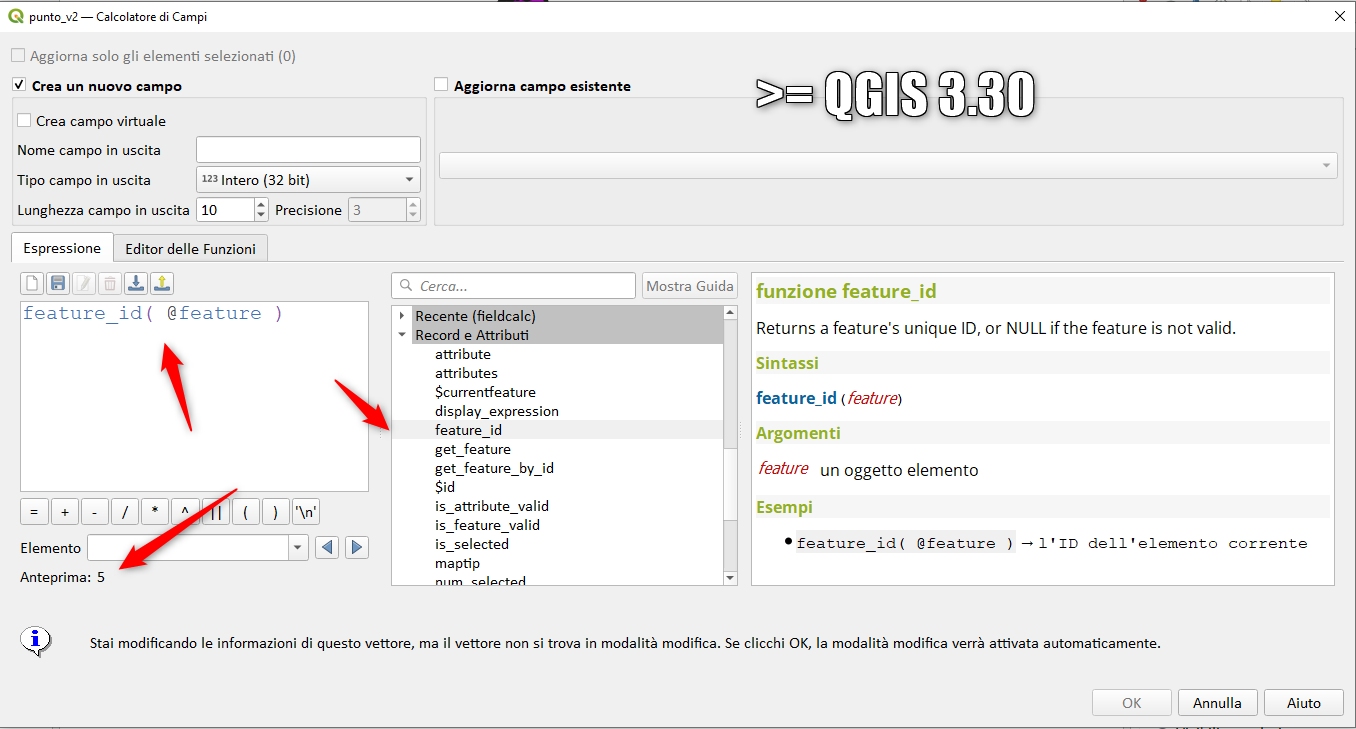 punto_v2 — Calcolatore di Campi
Aggiorna solo gli elementi selezionati (0)
Crea un nuovo campo
Aggiorna campo esistente
>= QGIS 3.30
Crea campo virtuale
Nome campo in uscita
Tipo campo in uscita 123 Intero (32 bit)
Lunghezza campo in uscita 10 Precisione 3
Espressione Editor delle Funzioni
feature_id( @feature )
= + - / * ^ || ( ) '\n'
Elemento
Anteprima: 5
Cerca... Mostra Guida
Recente (fieldcalc)
Record e Attributi
attribute
attributes
$currentfeature
display_expression
feature_id
get_feature
get_feature_by_id
$id
is_attribute_valid
is_feature_valid
is_selected
maptip
num_selected
funzione feature_id
Returns a feature's unique ID, or NULL if the feature is not valid.
Sintassi
feature_id (feature)
Argomenti
feature un oggetto elemento
Esempi
feature_id( @feature ) → l'ID dell'elemento corrente
Stai modificando le informazioni di questo vettore, ma il vettore non si trova in modalità modifica. Se clicchi OK, la modalità modifica verrà attivata automaticamente.
OK Annulla Aiuto